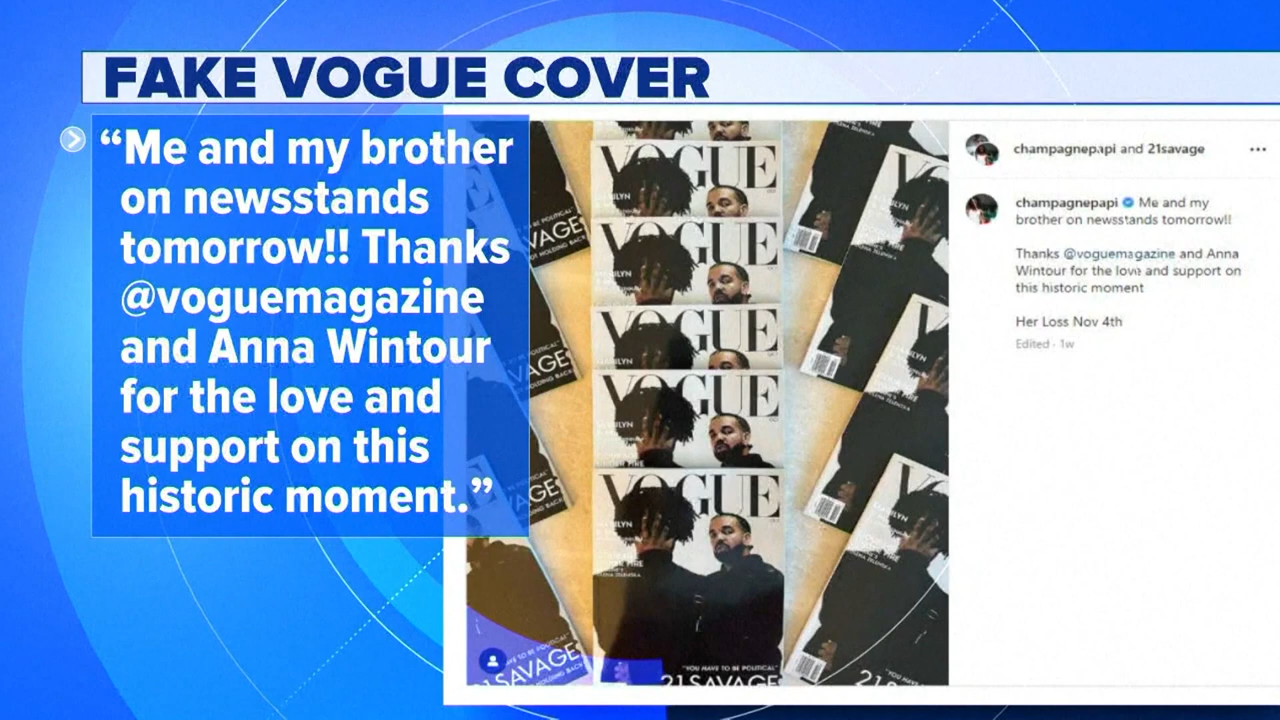 FAKE VOGUE COVER
“Me and my brother
on newsstands
tomorrow!! Thanks
@voguemagazine
and Anna Wintour
for the love and
support on this
historic moment.”
VOGUE
VOGUE
VOGUE
VOGUE
VOGUE
"YOU HAVE TO BE POLITICAL"
21 SAVAGE
champagnepapi and 21savage
champagnepapi Me and my
brother on newsstands tomorrow!!
Thanks @voguemagazine and Anna
Wintour for the love and support on
this historic moment
Her Loss Nov 4th
Edited · 1w